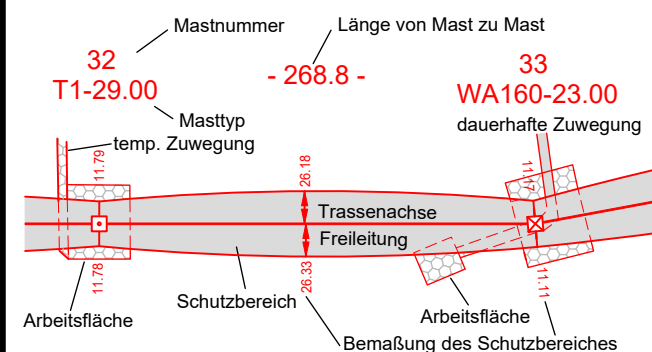 Mastnummer
Länge von Mast zu Mast
32
T1-29.00
- 268.8 -
33
WA160-23.00
Masttyp
dauerhafte Zuwegung
temp. Zuwegung
11.79
26.18
11.17
Trassenachse
Freileitung
11.78
26.33
11.11
Schutzbereich
Arbeitsfläche
Arbeitsfläche
Bemaßung des Schutzbereiches